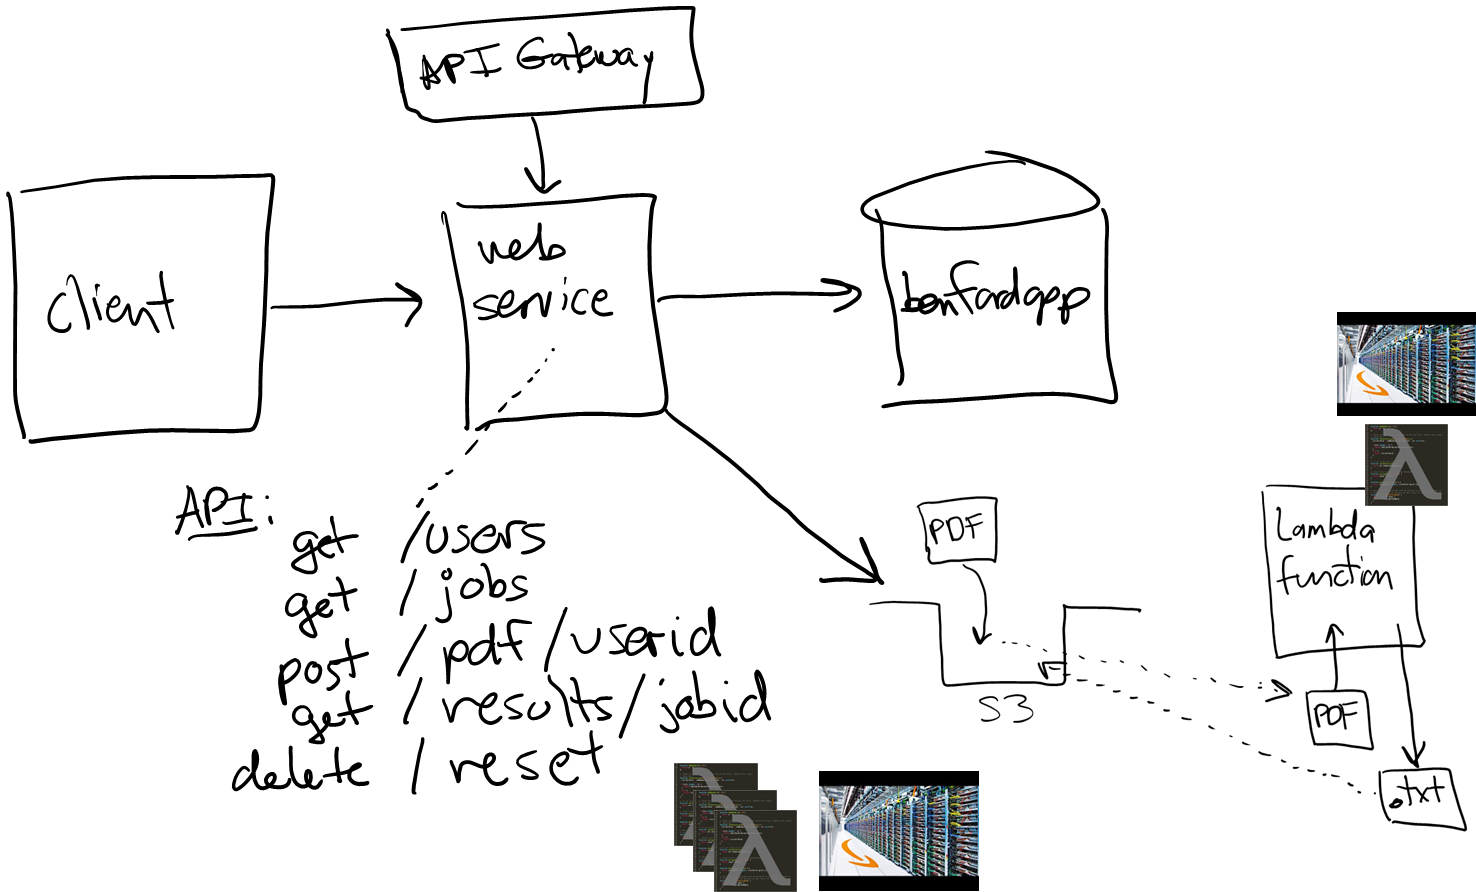 API Gateway
client
web
service
benfordapp
API:
get /users
get /jobs
post /pdf/userid
get /results/jobid
delete /reset
PDF
S3
Lambda
function
PDF
.txt